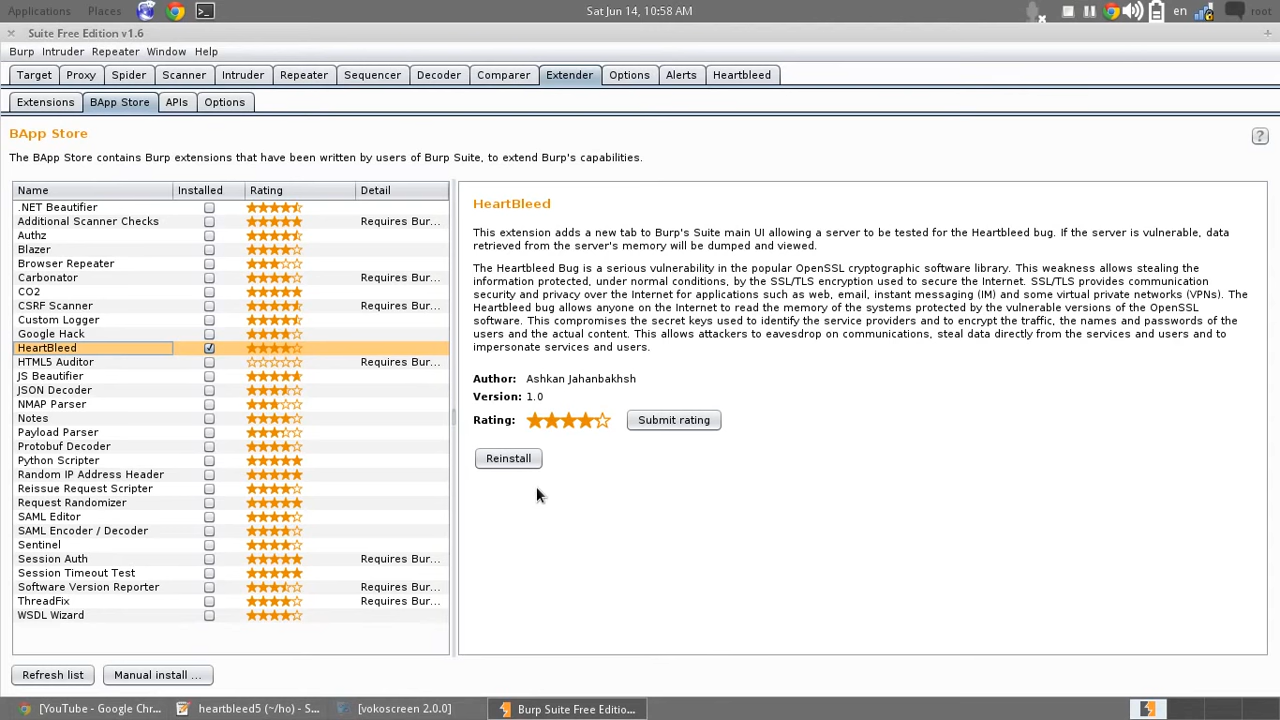 Applications Places Sat Jun 14, 10:58 AM en root
Suite Free Edition v1.6
Burp Intruder Repeater Window Help
Target Proxy Spider Scanner Intruder Repeater Sequencer Decoder Comparer Extender Options Alerts Heartbleed
Extensions BApp Store APIs Options
BApp Store
?
The BApp Store contains Burp extensions that have been written by users of Burp Suite, to extend Burp's capabilities.
Name Installed Rating Detail
.NET Beautifier
Additional Scanner Checks Requires Bur...
Authz
Blazer
Browser Repeater
Carbonator Requires Bur...
CO2
CSRF Scanner Requires Bur...
Custom Logger
Google Hack
HeartBleed
HTML5 Auditor Requires Bur...
JS Beautifier
JSON Decoder
NMAP Parser
Notes
Payload Parser
Protobuf Decoder
Python Scripter
Random IP Address Header
Reissue Request Scripter
Request Randomizer
SAML Editor
SAML Encoder / Decoder
Sentinel
Session Auth Requires Bur...
Session Timeout Test
Software Version Reporter Requires Bur...
ThreadFix Requires Bur...
WSDL Wizard
HeartBleed
This extension adds a new tab to Burp's Suite main UI allowing a server to be tested for the Heartbleed bug. If the server is vulnerable, data
retrieved from the server's memory will be dumped and viewed.
The Heartbleed Bug is a serious vulnerability in the popular OpenSSL cryptographic software library. This weakness allows stealing the
information protected, under normal conditions, by the SSL/TLS encryption used to secure the Internet. SSL/TLS provides communication
security and privacy over the Internet for applications such as web, email, instant messaging (IM) and some virtual private networks (VPNs). The
Heartbleed bug allows anyone on the Internet to read the memory of the systems protected by the vulnerable versions of the OpenSSL
software. This compromises the secret keys used to identify the service providers and to encrypt the traffic, the names and passwords of the
users and the actual content. This allows attackers to eavesdrop on communications, steal data directly from the services and users and to
impersonate services and users.
Author: Ashkan Jahanbakhsh
Version: 1.0
Rating: Submit rating
Reinstall
Refresh list Manual install ...
[YouTube - Google Chr... heartbleed5 (~/ho) - S... [vokoscreen 2.0.0] Burp Suite Free Editio...